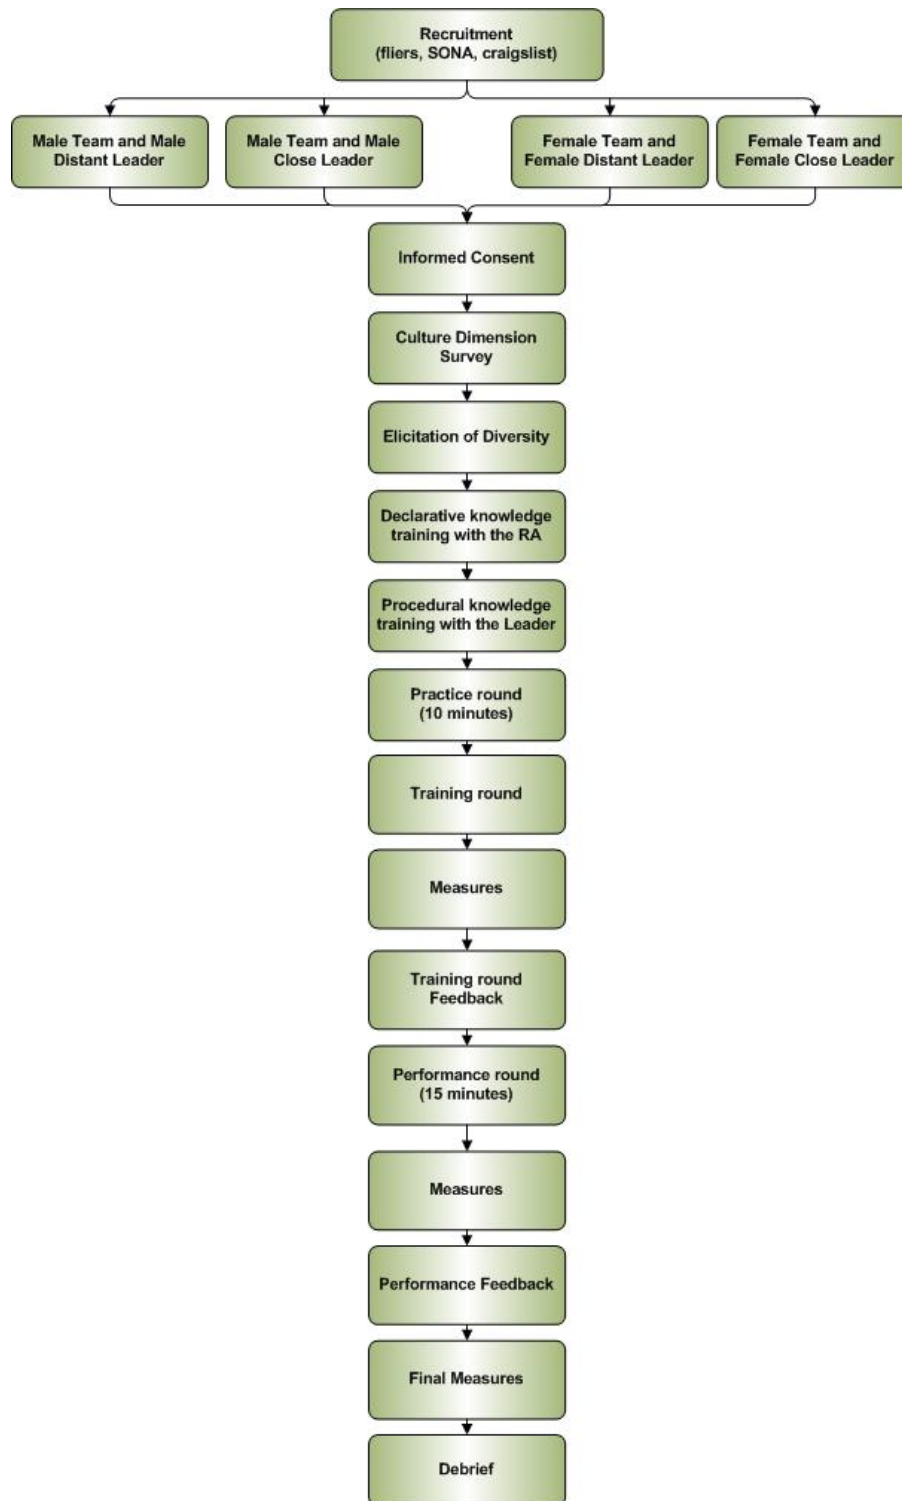 Recruitment
(fliers, SONA, craigslist)
Male Team and Male
Distant Leader
Male Team and Male
Close Leader
Female Team and
Female Distant Leader
Female Team and
Female Close Leader
Informed Consent
Culture Dimension
Survey
Elicitation of Diversity
Declarative knowledge
training with the RA
Procedural knowledge
training with the Leader
Practice round
(10 minutes)
Training round
Measures
Training round
Feedback
Performance round
(15 minutes)
Measures
Performance Feedback
Final Measures
Debrief